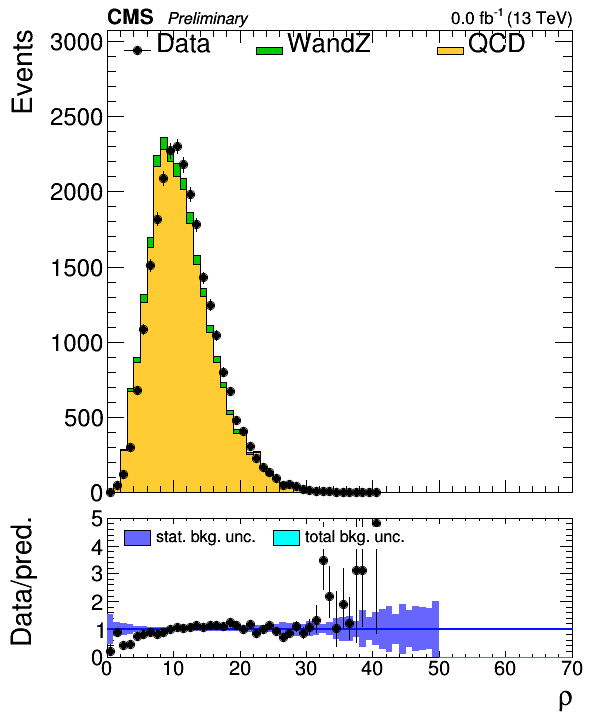 CMS Preliminary 0.0 fb-1 (13 TeV)
Events
Data WandZ QCD
3000
2500
2000
1500
1000
500
0
Data/pred.
stat. bkg. unc. total bkg. unc.
5
4
3
2
1
0
0 10 20 30 40 50 60 70
ρ